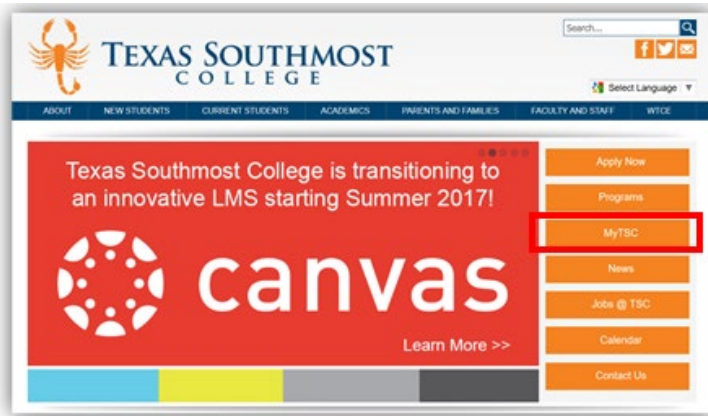 Search...
TEXAS SOUTHMOST
COLLEGE
Select Language ▼
ABOUT NEW STUDENTS CURRENT STUDENTS ACADEMICS PARENTS AND FAMILIES FACULTY AND STAFF WTCE
Texas Southmost College is transitioning to
an innovative LMS starting Summer 2017!
canvas
Learn More >>
Apply Now
Programs
MyTSC
News
Jobs @ TSC
Calendar
Contact Us